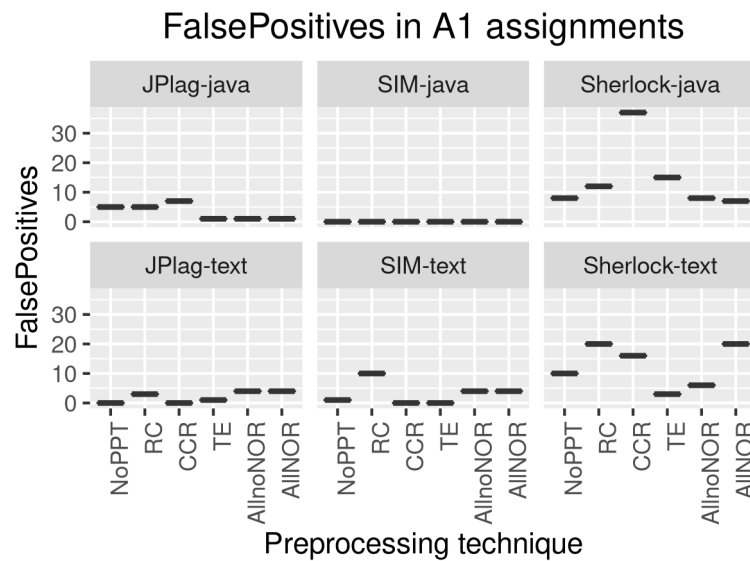 FalsePositives in A1 assignments
JPlag-java SIM-java Sherlock-java
30
20
10
0
JPlag-text SIM-text Sherlock-text
30
20
10
0
FalsePositives
NoPPT RC CCR TE AllnoNOR AllNOR NoPPT RC CCR TE AllnoNOR AllNOR NoPPT RC CCR TE AllnoNOR AllNOR
Preprocessing technique